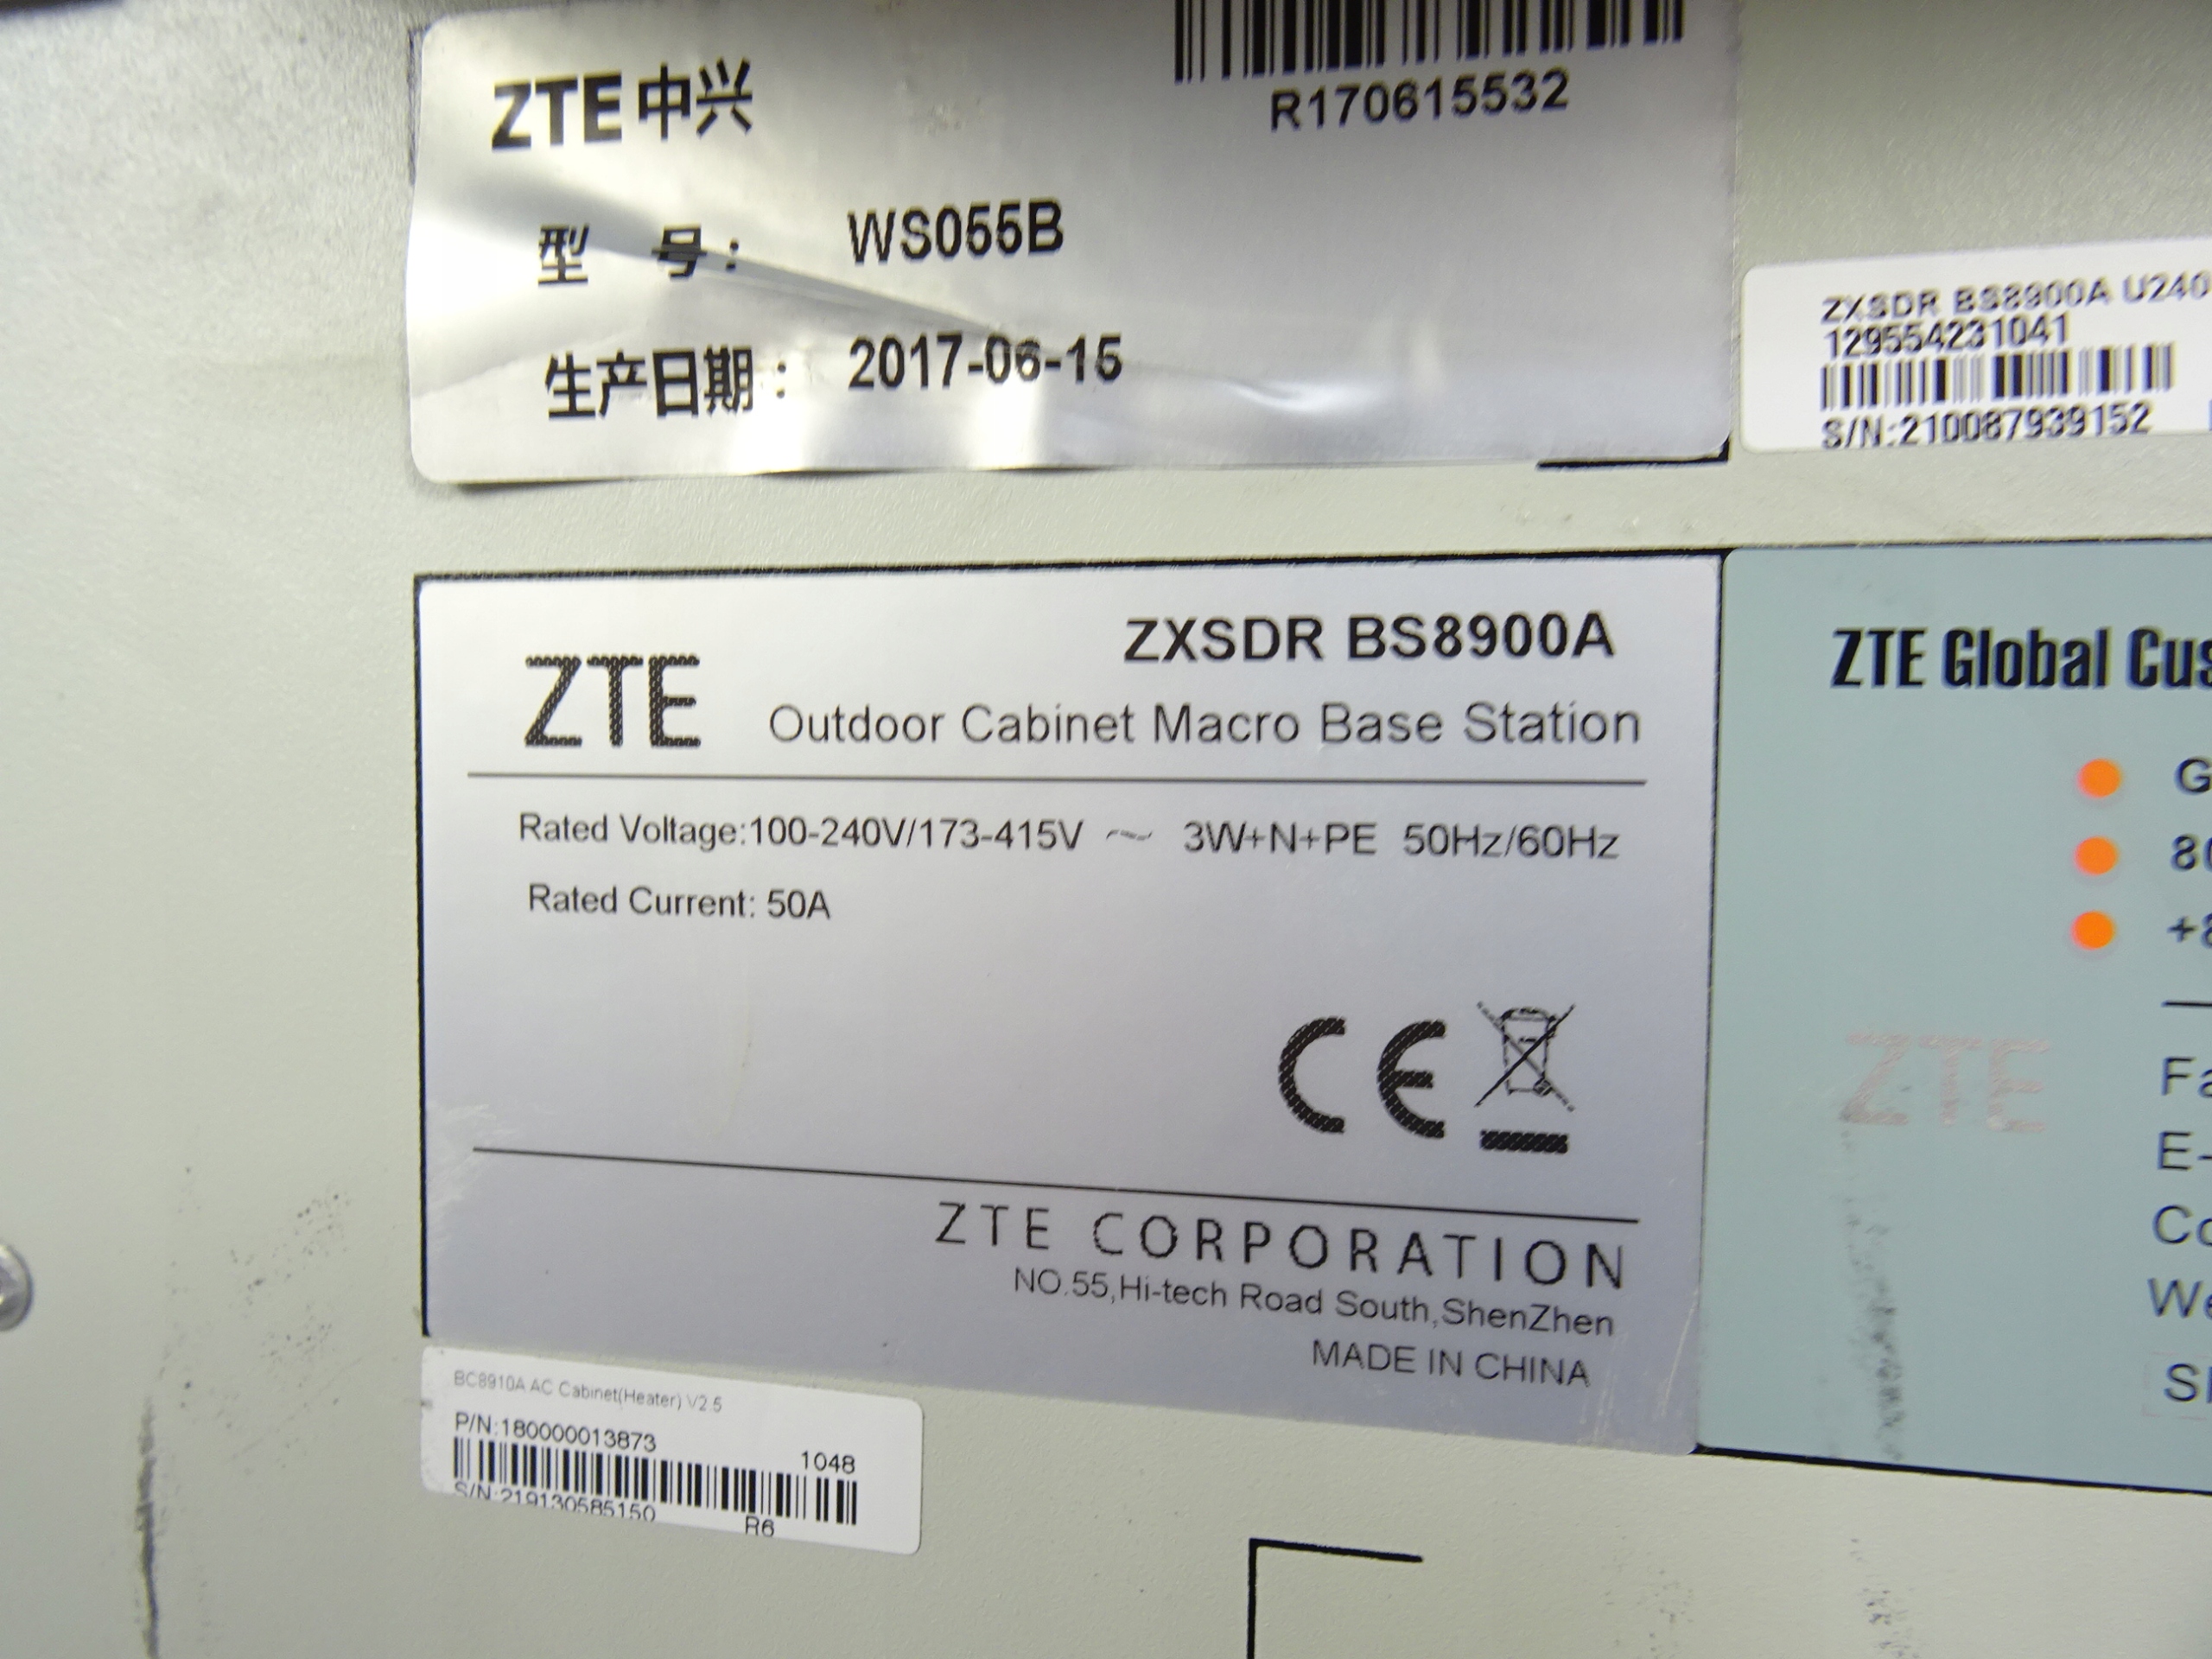 R170615532
ZTE中兴
型 号： WS055B
生产日期： 2017-06-15
ZXSDR BS8900A U240
129554231041
S/N:210087939152
ZTE
ZXSDR BS8900A
Outdoor Cabinet Macro Base Station
Rated Voltage:100-240V/173-415V ~ 3W+N+PE 50Hz/60Hz
Rated Current: 50A
CE
ZTE CORPORATION
NO.55,Hi-tech Road South,ShenZhen
MADE IN CHINA
ZTE Global
ZTE
BC8910A AC Cabinet(Heater) V2.5
P/N:180000013873
1048
S/N:219130585150
R6